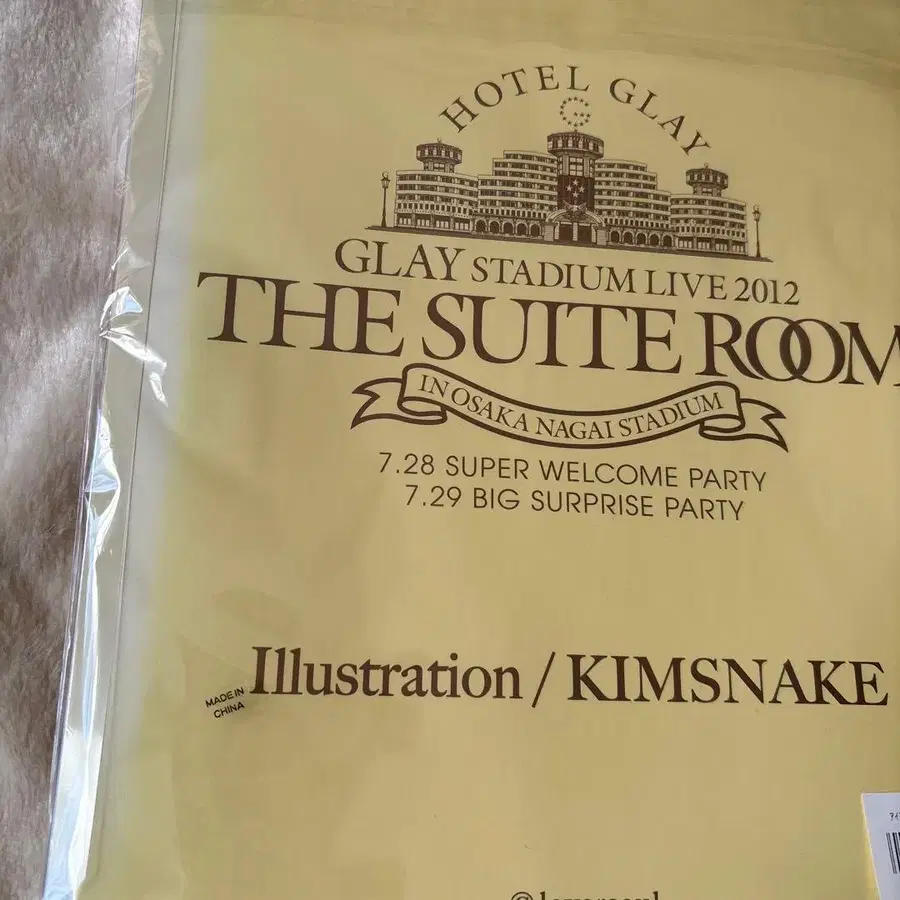 HOTEL GLAY
G
GLAY STADIUM LIVE 2012
THE SUITE ROOM
IN OSAKA NAGAI STADIUM
7.28 SUPER WELCOME PARTY
7.29 BIG SURPRISE PARTY
Illustration / KIMSNAKE
MADE IN
CHINA